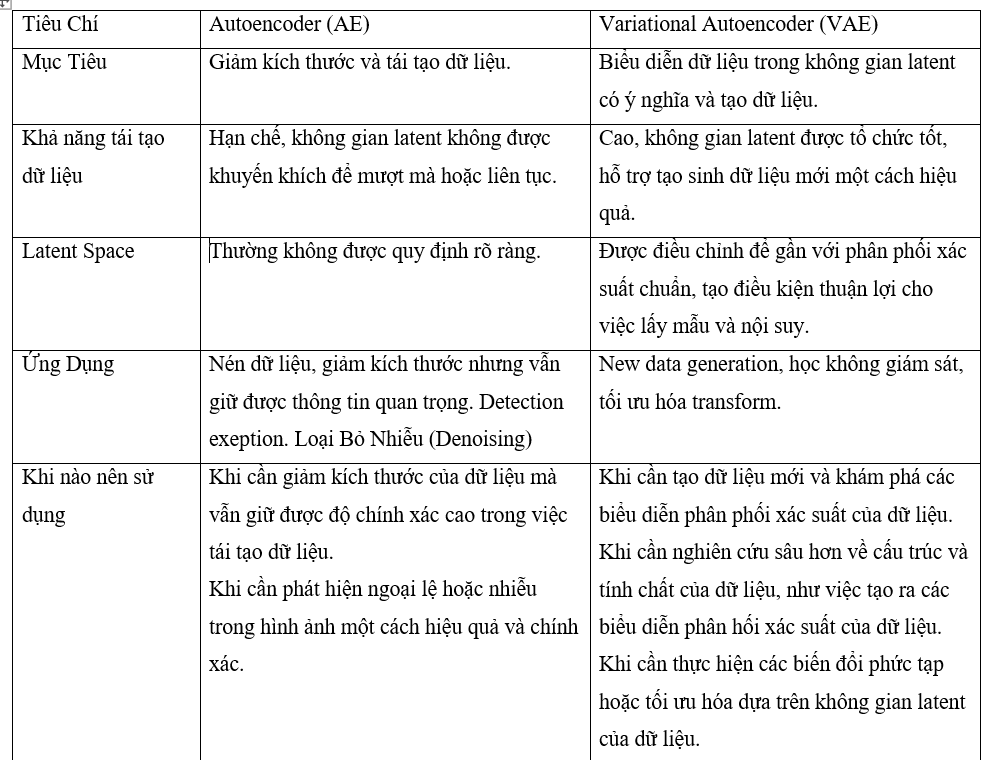 Tiêu Chí
Autoencoder (AE)
Variational Autoencoder (VAE)
Mục Tiêu
Giảm kích thước và tái tạo dữ liệu.
Biểu diễn dữ liệu trong không gian latent
có ý nghĩa và tạo dữ liệu.
Khả năng tái tạo
dữ liệu
Hạn chế, không gian latent không được
khuyến khích để mượt mà hoặc liên tục.
Cao, không gian latent được tổ chức tốt,
hỗ trợ tạo sinh dữ liệu mới một cách hiệu
quả.
Latent Space
Thường không được quy định rõ ràng.
Được điều chỉnh để gần với phân phối xác
suất chuẩn, tạo điều kiện thuận lợi cho
việc lấy mẫu và nội suy.
Ứng Dụng
Nén dữ liệu, giảm kích thước nhưng vẫn
giữ được thông tin quan trọng. Detection
exeption. Loại Bỏ Nhiễu (Denoising)
New data generation, học không giám sát,
tối ưu hóa transform.
Khi nào nên sử
dụng
Khi cần giảm kích thước của dữ liệu mà
vẫn giữ được độ chính xác cao trong việc
tái tạo dữ liệu.
Khi cần phát hiện ngoại lệ hoặc nhiễu
trong hình ảnh một cách hiệu quả và chính
xác.
Khi cần tạo dữ liệu mới và khám phá các
biểu diễn phân phối xác suất của dữ liệu.
Khi cần nghiên cứu sâu hơn về cấu trúc và
tính chất của dữ liệu, như việc tạo ra các
biểu diễn phân hối xác suất của dữ liệu.
Khi cần thực hiện các biến đổi phức tạp
hoặc tối ưu hóa dựa trên không gian latent
của dữ liệu.